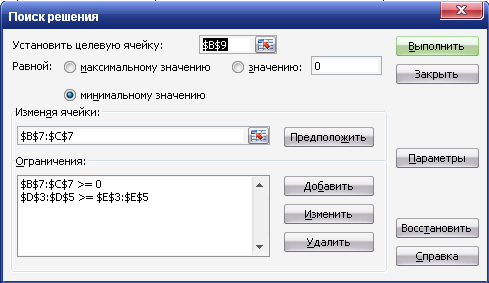 Поиск решения
Установить целевую ячейку: $B$9 Выполнить
Равной: максимальному значению значению: 0 Закрыть
минимальному значению
Изменяя ячейки:
$B$7:$C$7 Предположить
Ограничения: Параметры
$B$7:$C$7 >= 0 Добавить
$D$3:$D$5 >= $E$3:$E$5
Изменить
Восстановить
Удалить
Справка